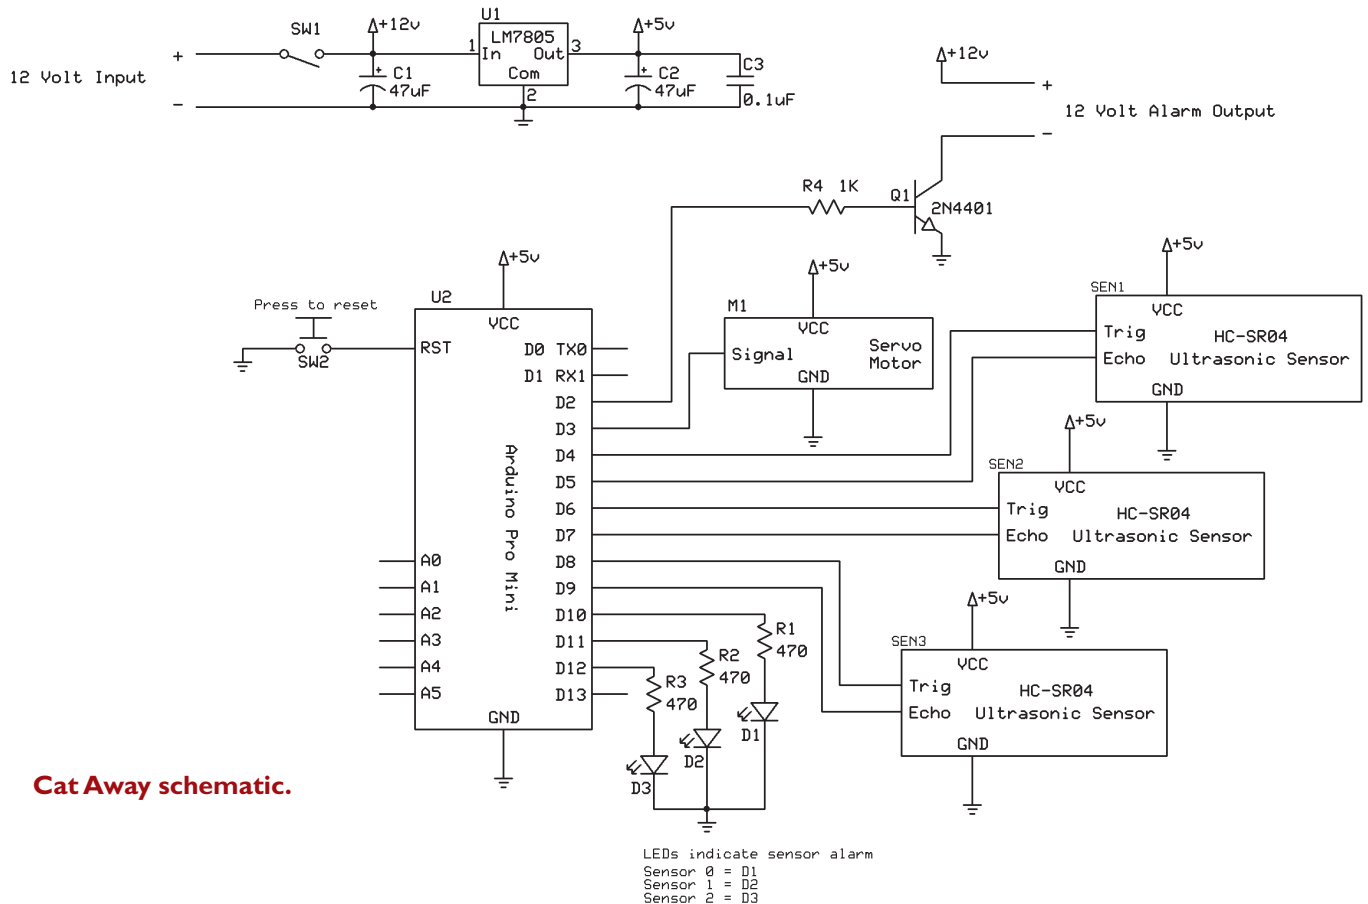 SW1
+12v
U1
LM7805
1 In Out 3
Com
2
+5v
+
12 Volt Input
−
C1
47uF
+
C2
47uF
+
C3
0.1uF
+12v
+
12 Volt Alarm Output
−
R4 1K
Q1
2N4401
+5v
U2
Press to reset
SW2
VCC
RST
D0 TX0
D1 RX1
D2
D3
D4
D5
D6
D7
D8
D9
D10
D11
D12
D13
Arduino Pro Mini
A0
A1
A2
A3
A4
A5
GND
+5v
M1
VCC
Signal
Servo
Motor
GND
+5v
SEN1
VCC
Trig
Echo
HC-SR04
Ultrasonic Sensor
GND
+5v
SEN2
VCC
Trig
Echo
HC-SR04
Ultrasonic Sensor
GND
+5v
SEN3
VCC
Trig
Echo
HC-SR04
Ultrasonic Sensor
GND
R1
470
R2
470
R3
470
D1
D2
D3
Cat Away schematic.
LEDs indicate sensor alarm
Sensor 0 = D1
Sensor 1 = D2
Sensor 2 = D3